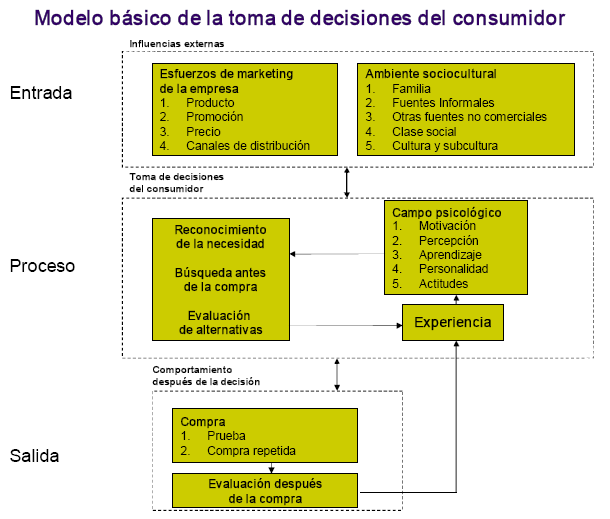 Modelo básico de la toma de decisiones del consumidor
Influencias externas
Entrada
Esfuerzos de marketing
de la empresa
1. Producto
2. Promoción
3. Precio
4. Canales de distribución
Ambiente sociocultural
1. Familia
2. Fuentes Informales
3. Otras fuentes no comerciales
4. Clase social
5. Cultura y subcultura
Toma de decisiones
del consumidor
Proceso
Reconocimiento
de la necesidad
Búsqueda antes
de la compra
Evaluación
de alternativas
Campo psicológico
1. Motivación
2. Percepción
3. Aprendizaje
4. Personalidad
5. Actitudes
Experiencia
Comportamiento
después de la decisión
Salida
Compra
1. Prueba
2. Compra repetida
Evaluación después
de la compra